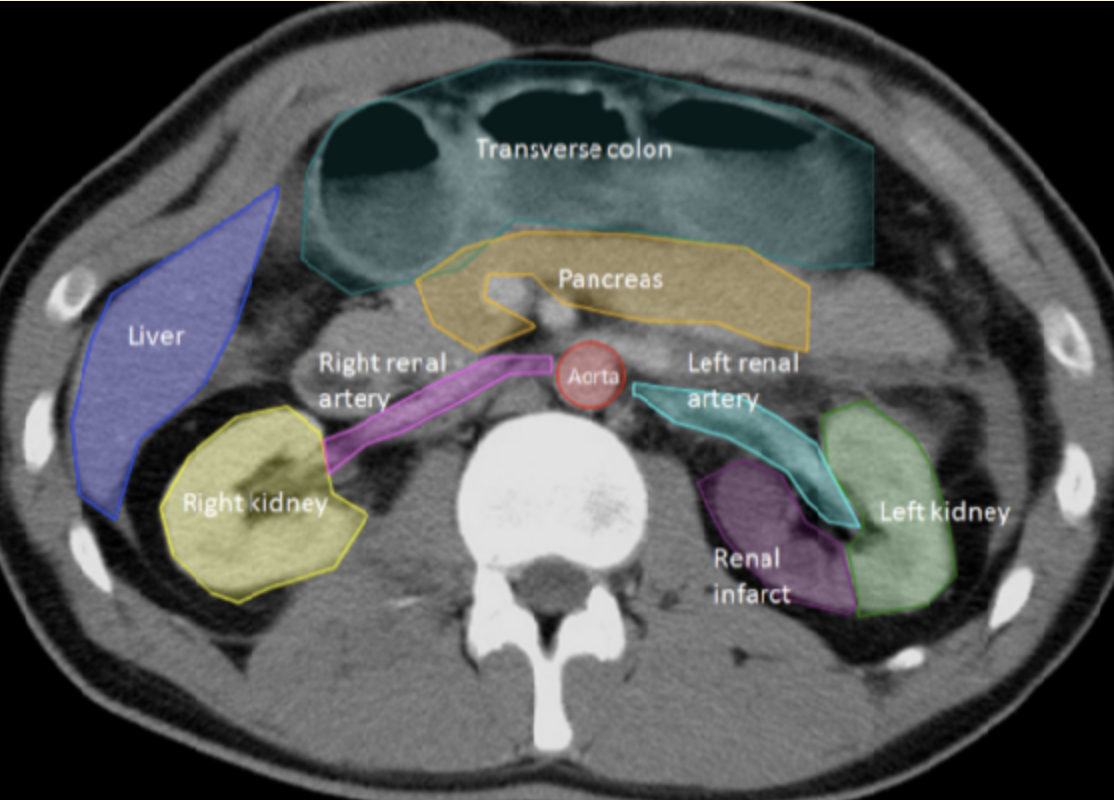 Transverse colon
Pancreas
Liver
Right renal
artery
Aorta
Left renal
artery
Right kidney
Left kidney
Renal
infarct